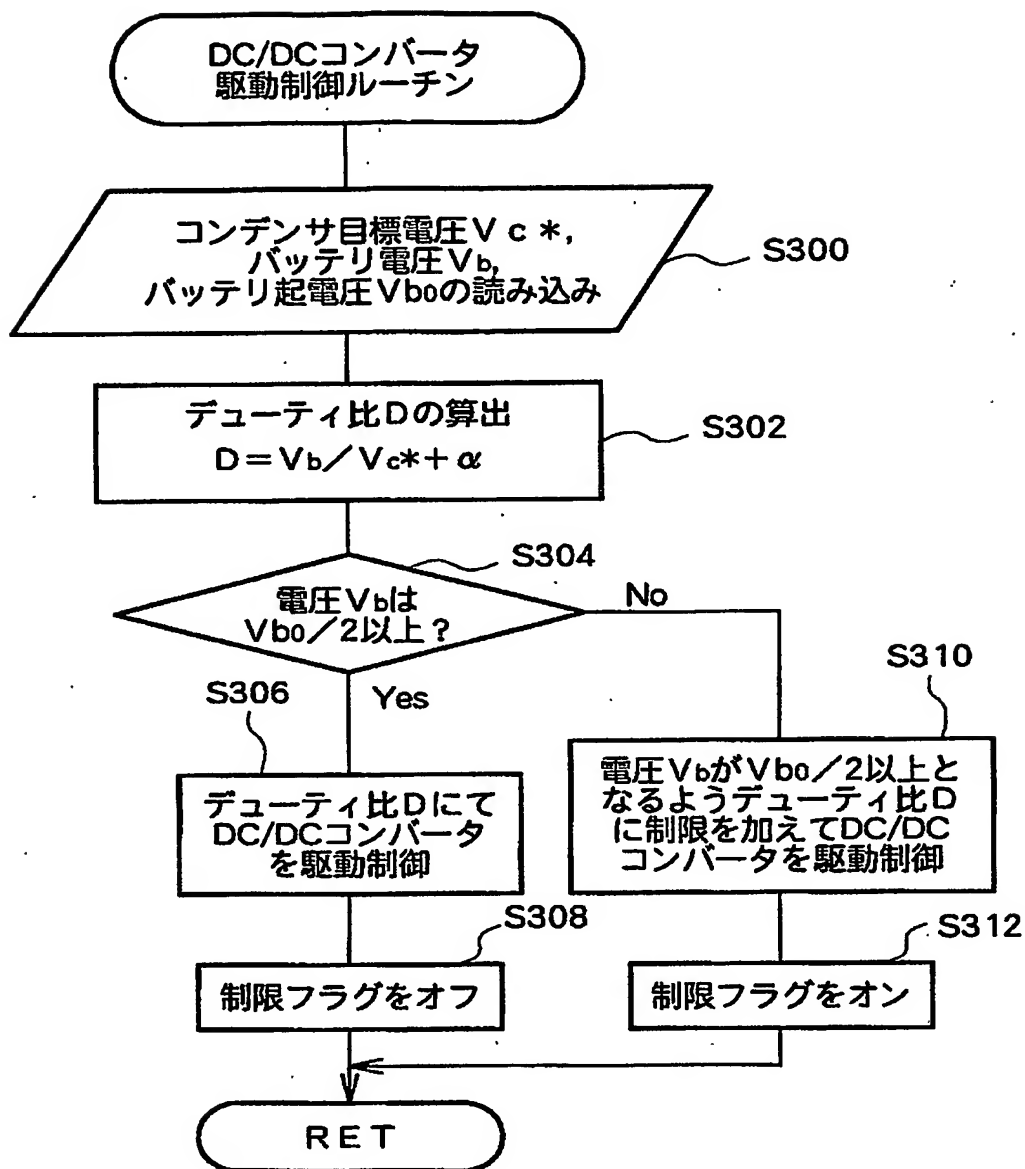 DC/DCコンバータ
駆動制御ルーチン
コンデンサ目標電圧Vc*,
バッテリ電圧Vb,
バッテリ起電圧Vb0の読み込み
S300
デューティ比Dの算出
D=Vb/Vc*+α
S302
S304
電圧Vbは
Vb0/2以上?
No
Yes
S306
S310
デューティ比Dにて
DC/DCコンバータ
を駆動制御
電圧VbがVb0/2以上と
なるようデューティ比D
に制限を加えてDC/DC
コンバータを駆動制御
S308
S312
制限フラグをオフ
制限フラグをオン
RET